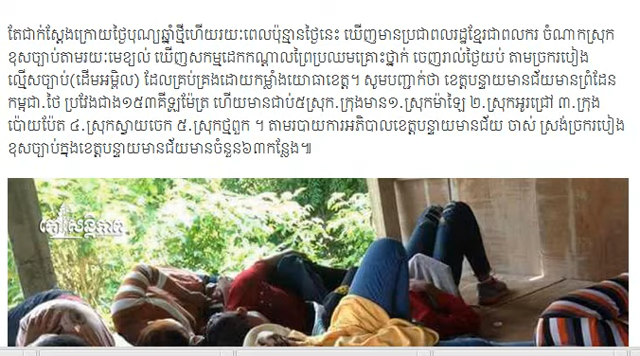 តែជាក់ស្ដែងក្រោយថ្ងៃបុណ្យឆ្នាំថ្មីហើយរយៈពេលប៉ុន្មានថ្ងៃនេះ ឃើញមានប្រជាពលរដ្ឋខ្មែរជាពលករ ចំណាកស្រុក
ខុសច្បាប់តាមរយៈមេខ្យល់ ឃើញសកម្មដេកកណ្តាលព្រៃប្រឈមគ្រោះថ្នាក់ ចេញរាល់ថ្ងៃយប់ តាមច្រករបៀង
ល្មើសច្បាប់(ដើមអម្ពិល) ដែលគ្រប់គ្រងដោយកម្លាំងយោធាខេត្ត។ សូមបញ្ជាក់ថា ខេត្តបន្ទាយមានជ័យមានព្រំដែន
កម្ពុជា.ថៃ ប្រវែងជាង១៥៣គីឡូម៉ែត្រ ហើយមានជាប់៥ស្រុក.ក្រុងមាន១.ស្រុកម៉ាឡៃ ២.ស្រុកអូរជ្រៅ ៣.ក្រុង
ប៉ោយប៉ែត ៤.ស្រុកស្វាយចេក ៥.ស្រុកថ្មពួក ។ តាមរបាយការអភិបាលខេត្តបន្ទាយមានជ័យ ចាស់ ស្រង់ច្រករបៀង
ខុសច្បាប់ក្នុងខេត្តបន្ទាយមានជ័យមានចំនួន៦៣កន្លែង៕